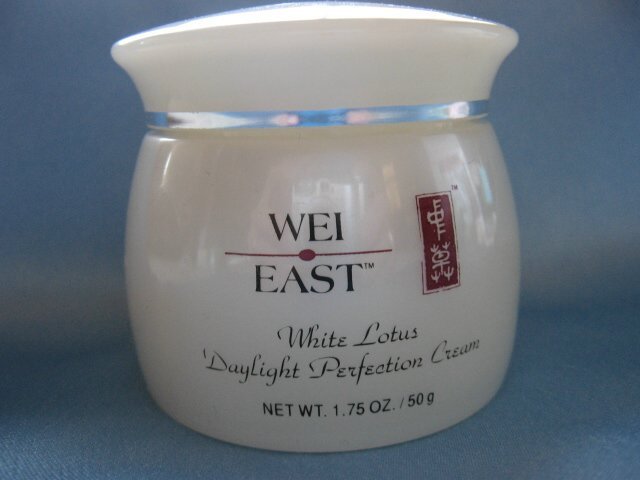 WEI
EAST™
White Lotus
Daylight Perfection Cream
NET WT. 1.75 OZ. / 50 g